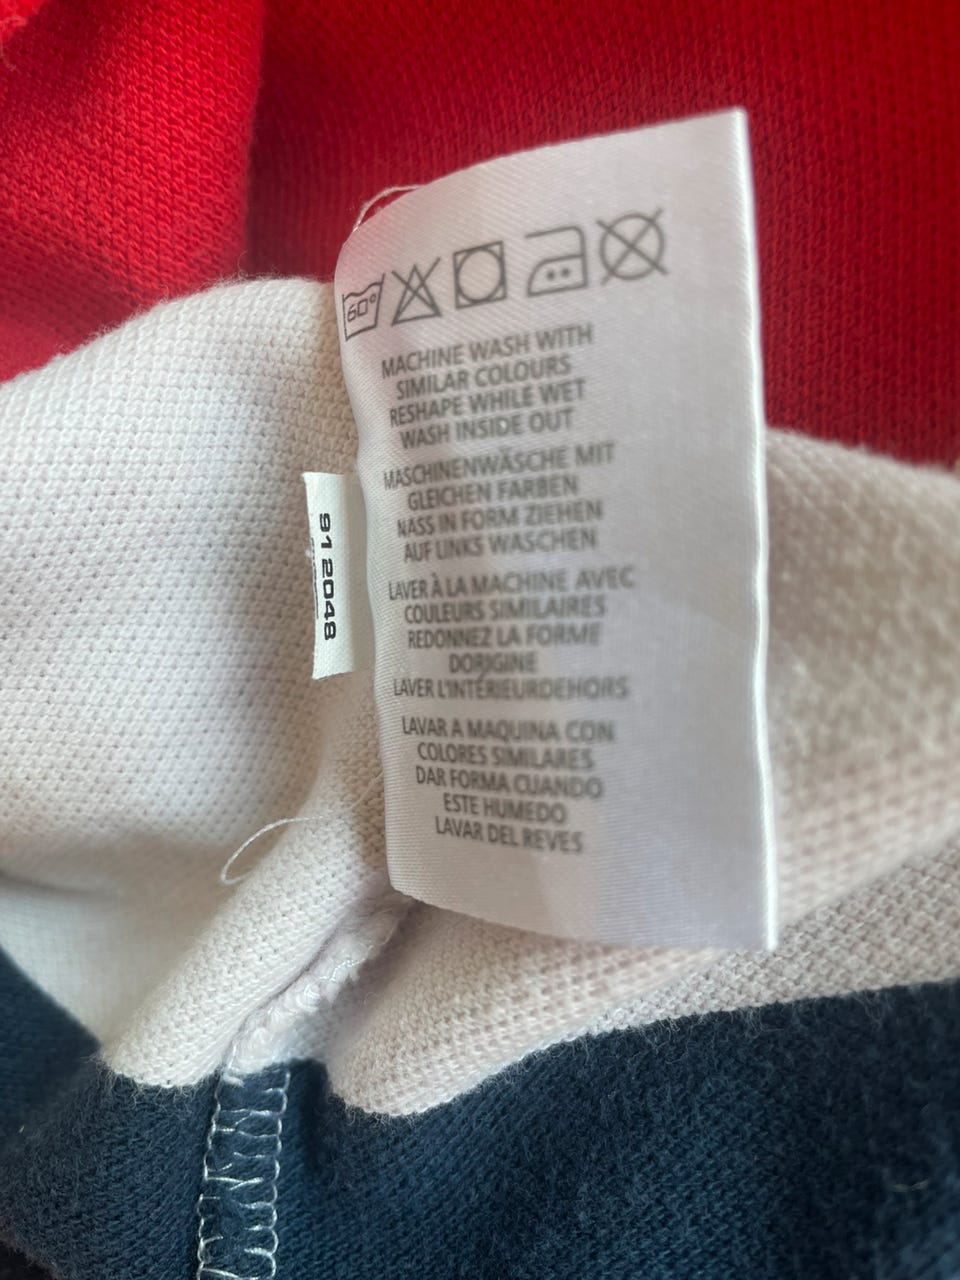 60°
MACHINE WASH WITH
SIMILAR COLOURS
RESHAPE WHILE WET
WASH INSIDE OUT
MASCHINENWÄSCHE MIT
GLEICHEN FARBEN
NASS IN FORM ZIEHEN
AUF LINKS WASCHEN
LAVER À LA MACHINE AVEC
COULEURS SIMILAIRES
REDONNEZ LA FORME
DORIGINE
LAVER L'INTÉRIEURDEHORS
LAVAR A MAQUINA CON
COLORES SIMILARES
DAR FORMA CUANDO
ESTE HUMEDO
LAVAR DEL REVES
91 2048